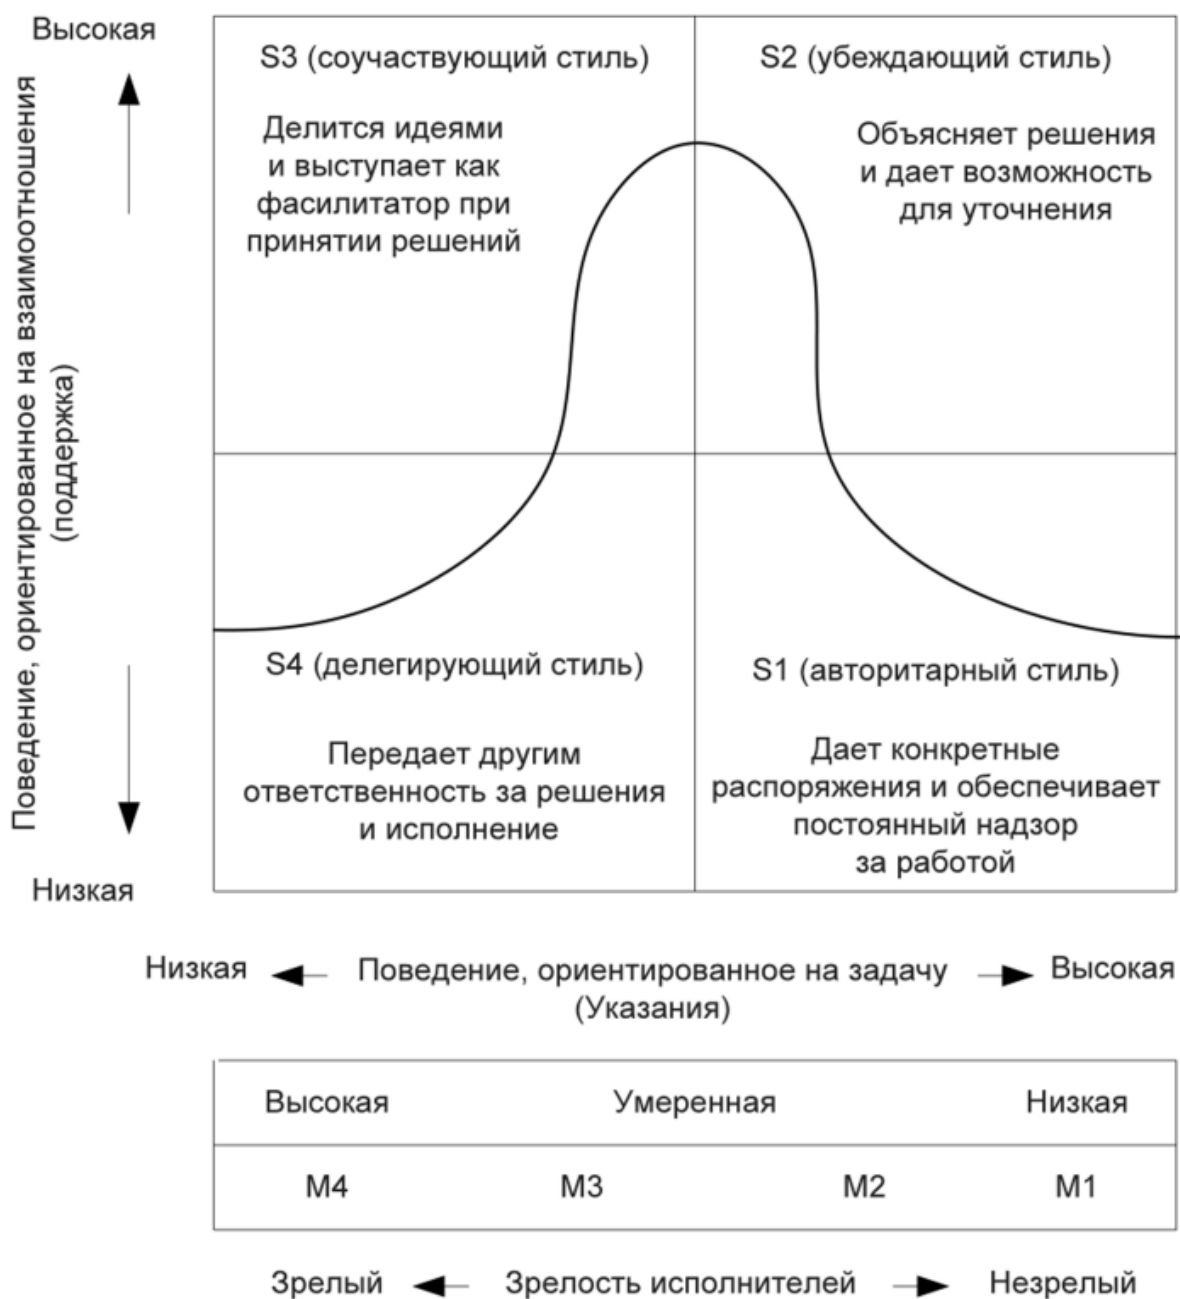 Высокая
Поведение, ориентированное на взаимоотношения
(поддержка)
Низкая
S3 (соучаствующий стиль)
Делится идеями
и выступает как
фасилитатор при
принятии решений
S2 (убеждающий стиль)
Объясняет решения
и дает возможность
для уточнения
S4 (делегирующий стиль)
Передает другим
ответственность за решения
и исполнение
S1 (авторитарный стиль)
Дает конкретные
распоряжения и обеспечивает
постоянный надзор
за работой
Низкая
Поведение, ориентированное на задачу
(Указания)
Высокая
Высокая
Умеренная
Низкая
M4
M3
M2
M1
Зрелый
Зрелость исполнителей
Незрелый